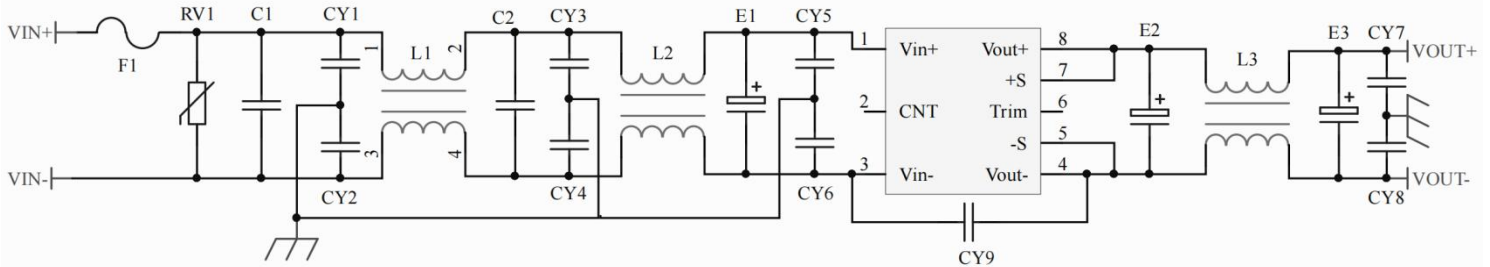 VIN+
F1
RV1
C1
CY1
1
L1
2
C2
CY3
L2
E1
CY5
1
Vin+
Vout+
8
E2
L3
E3
CY7
VOUT+
+S
7
2
CNT
Trim
6
-S
5
3
Vin-
Vout-
4
VIN-
3
4
CY2
CY4
CY6
CY9
CY8
VOUT-
+
+
+